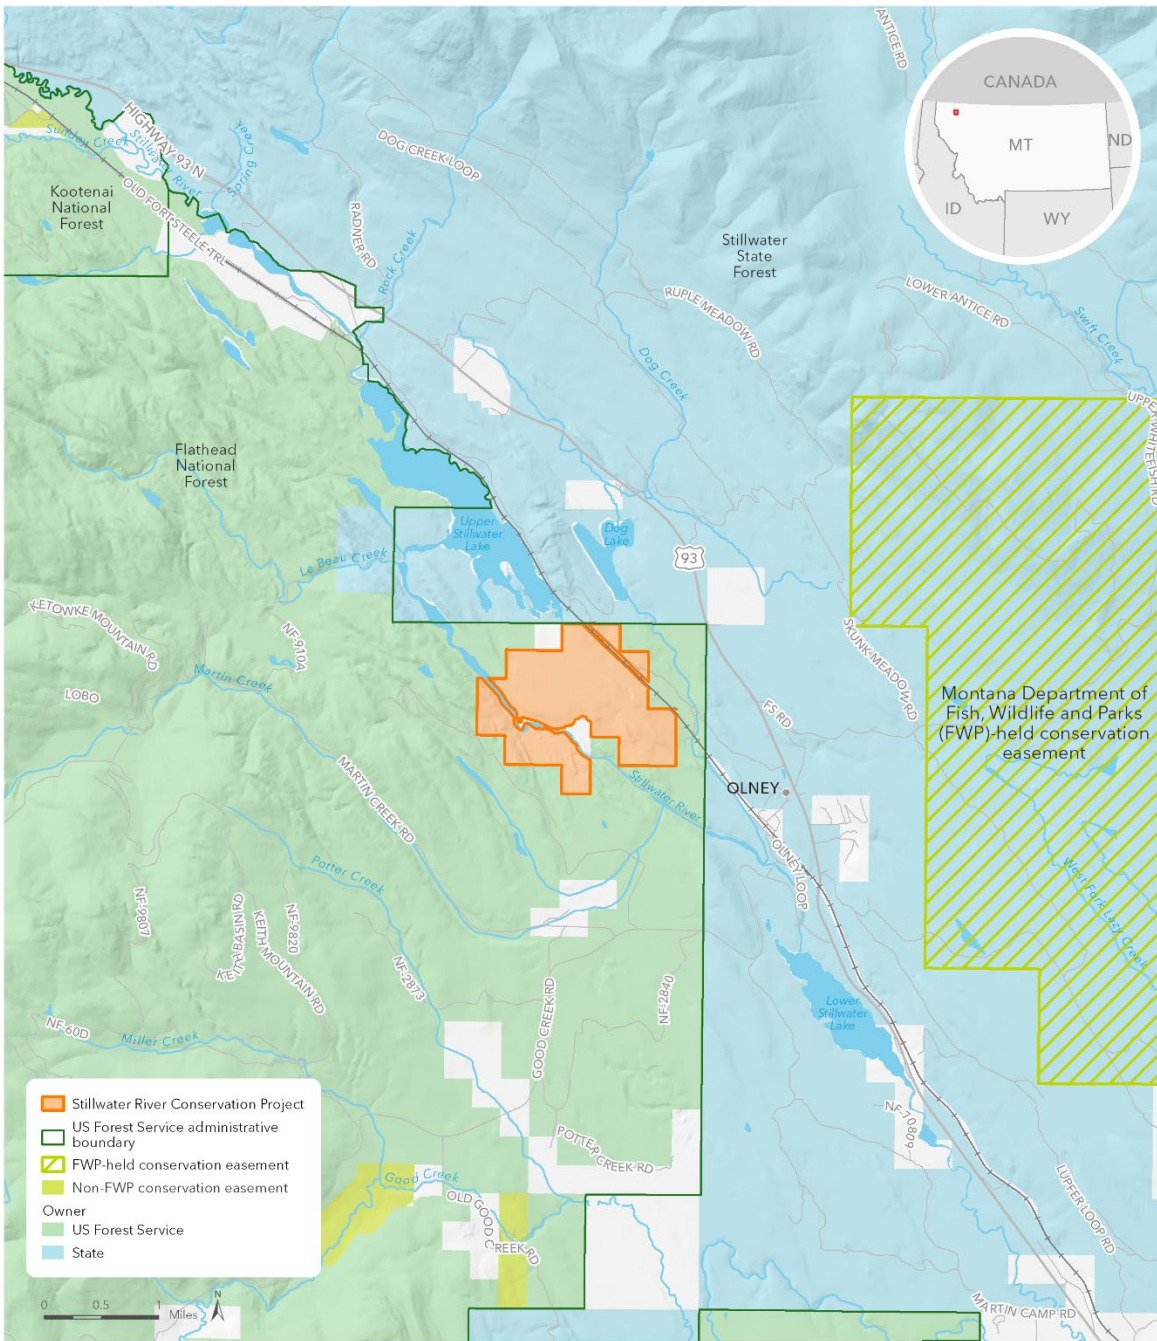 ANTICE RD
CANADA
MT
ND
ID
WY
HIGHWAY 93 N
Sunday Creek
Stillwater River
Spring Creek
DOG CREEK LOOP
OLD FORT STEELE TRL
Kootenai
National
Forest
RADNER RD
Rock Creek
Stillwater
State
Forest
RUPLE MEADOW RD
LOWER ANTICE RD
Swift Creek
Dog Creek
UPPER WHITEFISH RD
Flathead
National
Forest
Upper
Stillwater
Lake
Dog
Lake
93
Le Beau Creek
KETOWKE MOUNTAIN RD
NF-910A
Martin Creek
LOBO
SKUNK MEADOW RD
FS RD
Montana Department of
Fish, Wildlife and Parks
(FWP)-held conservation
easement
MARTIN CREEK RD
Stillwater River
OLNEY
OLNEY LOOP
Potter Creek
West Fork Lazy Creek
NF-9807
KEITH BASIN RD
KEITH MOUNTAIN RD
NF-9820
NF-2873
GOOD CREEK RD
NF-2840
Lower
Stillwater
Lake
NF-60D
Miller Creek
NF-70809
POTTER CREEK RD
Good Creek
OLD GOOD CREEK RD
LUPFER LOOP RD
MARTIN CAMP RD
Stillwater River Conservation Project
US Forest Service administrative
boundary
FWP-held conservation easement
Non-FWP conservation easement
Owner
US Forest Service
State
0 0.5 1
Miles
N